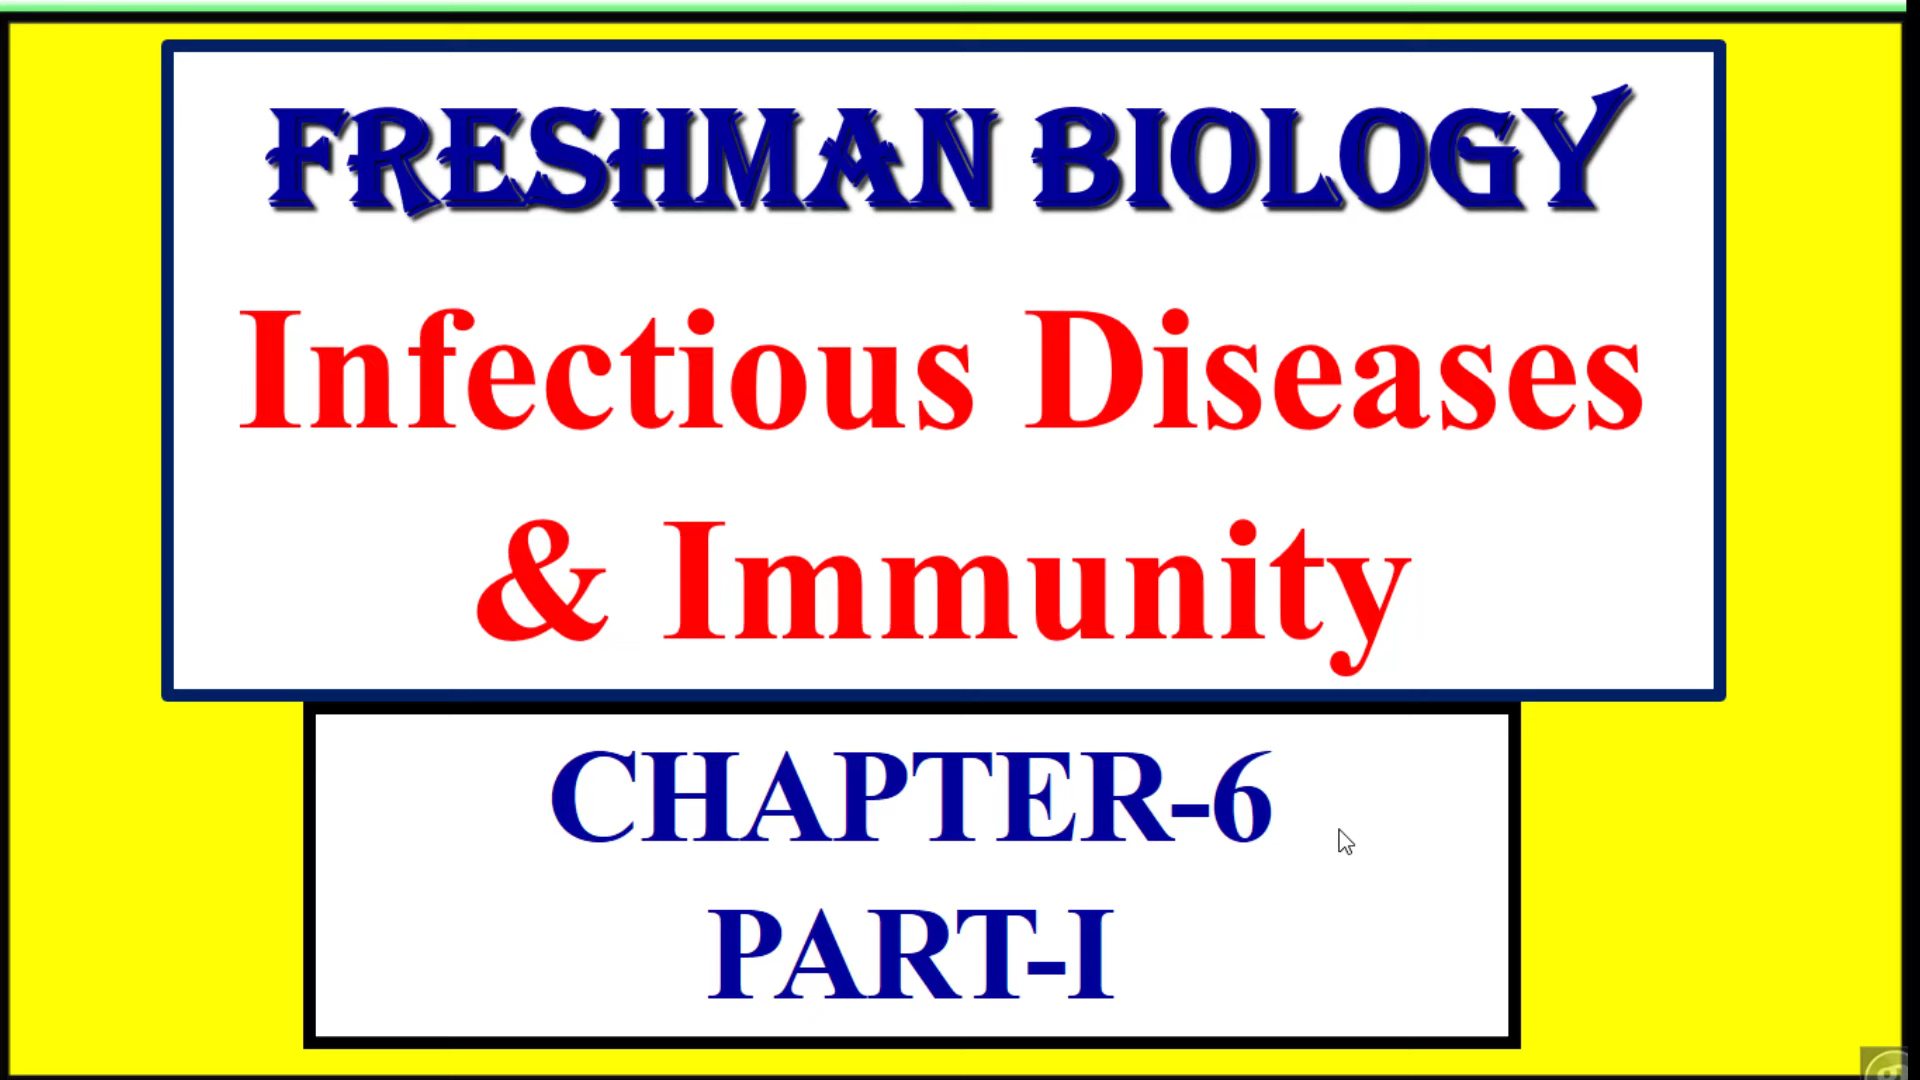 FRESHMAN BIOLOGY
Infectious Diseases
& Immunity
CHAPTER-6
PART-I